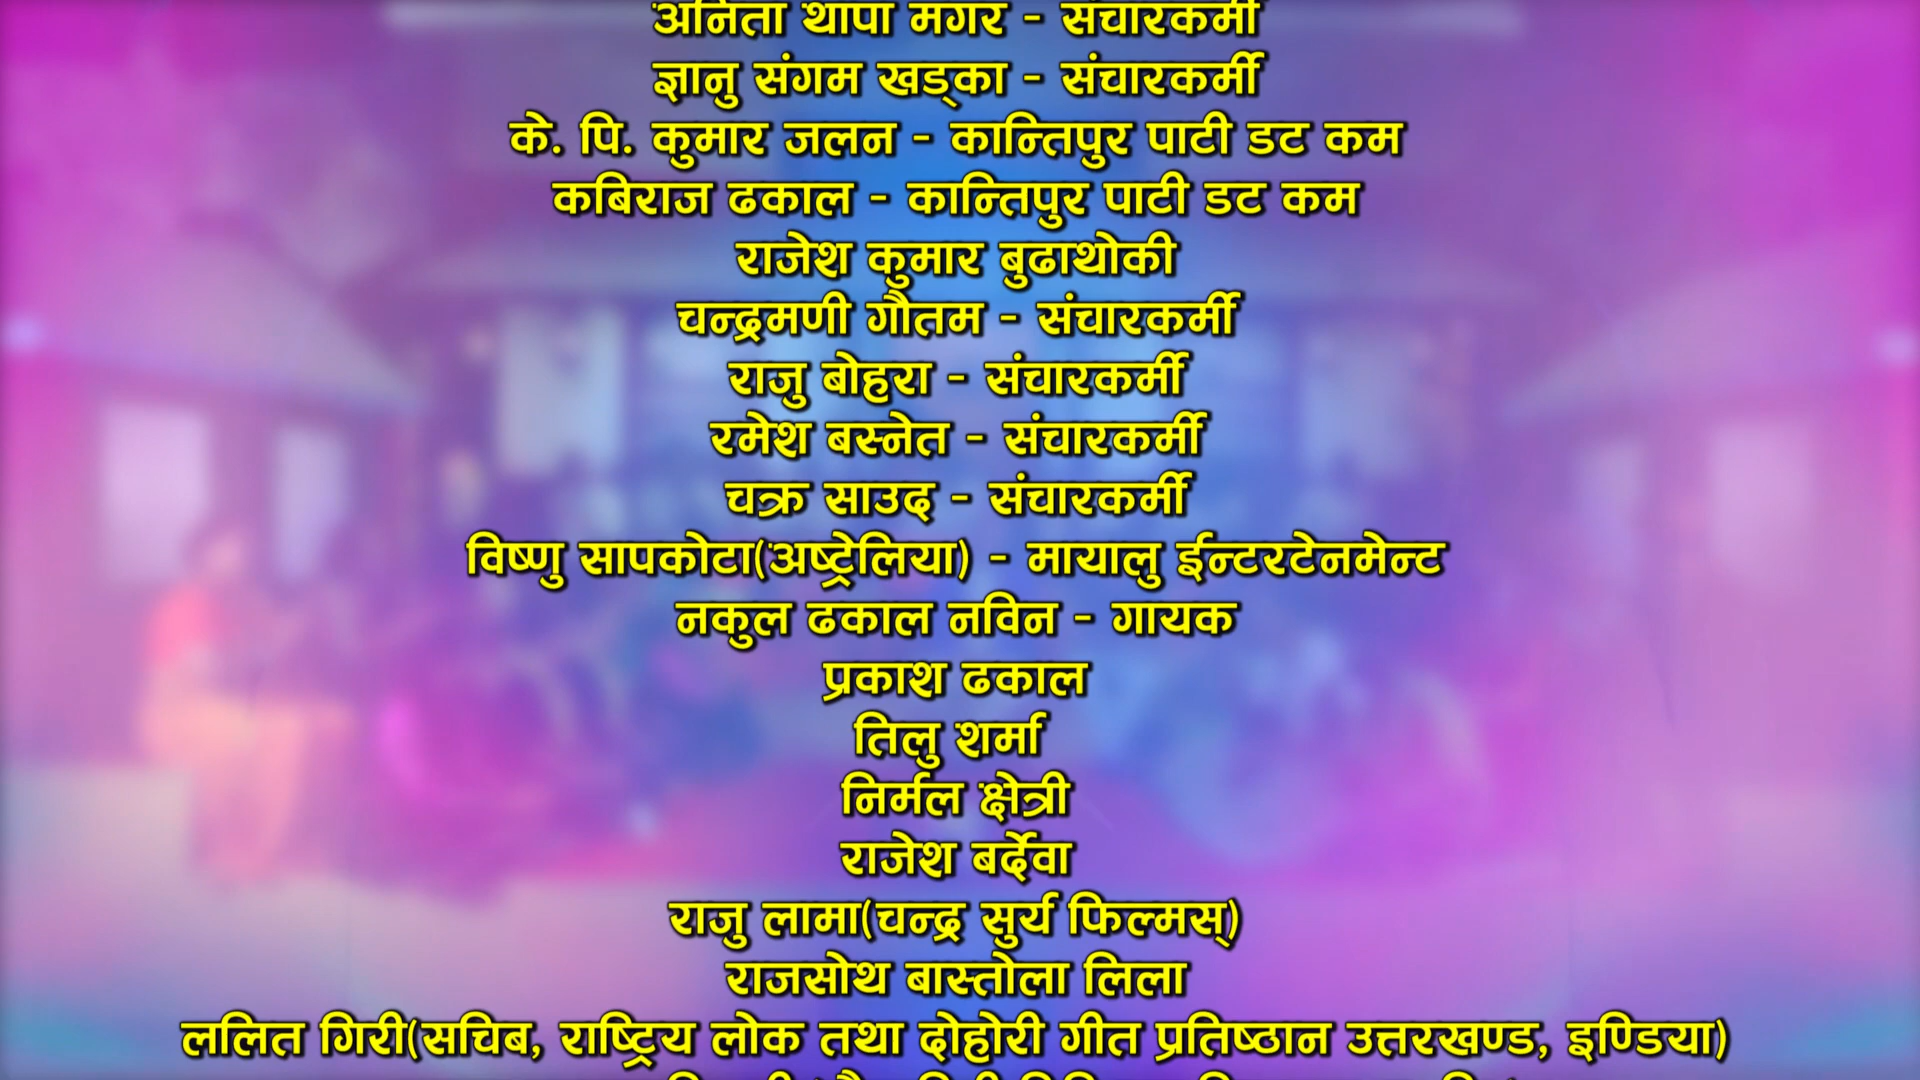 अनिता थापा मगर - संचारकर्मी
ज्ञानु संगम खड्का - संचारकर्मी
के. पि. कुमार जलन - कान्तिपुर पाटी डट कम
कबिराज ढकाल - कान्तिपुर पाटी डट कम
राजेश कुमार बुढाथोकी
चन्द्रमणी गौतम - संचारकर्मी
राजु बोहरा - संचारकर्मी
रमेश बस्नेत - संचारकर्मी
चक्र साउद - संचारकर्मी
विष्णु सापकोटा(अष्ट्रेलिया) - मायालु ईन्टरटेनमेन्ट
नकुल ढकाल नविन - गायक
प्रकाश ढकाल
तिलु शर्मा
निर्मल क्षेत्री
राजेश बर्देवा
राजु लामा(चन्द्र सुर्य फिल्मस्)
राजसोथ बास्तोला लिला
ललित गिरी(सचिब, राष्ट्रिय लोक तथा दोहोरी गीत प्रतिष्ठान उत्तरखण्ड, इण्डिया)